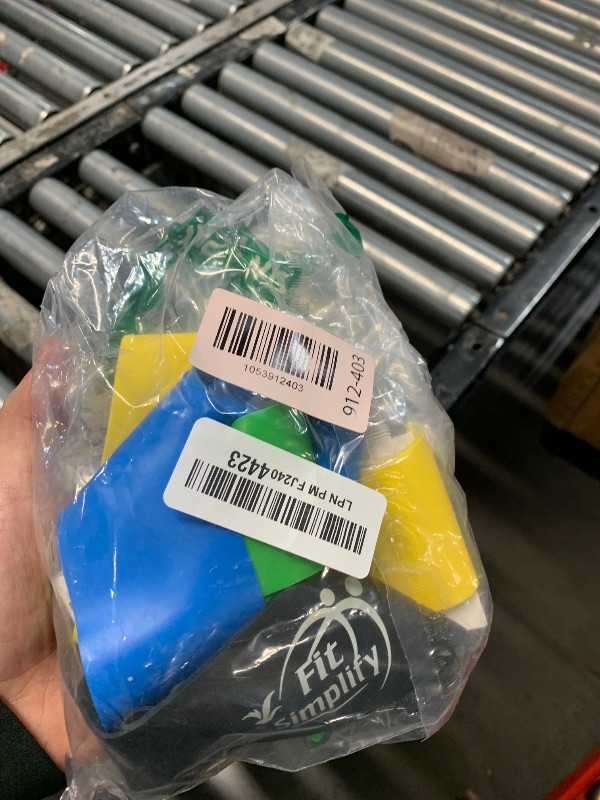 1053912403
912-403
LPN PM FJ240 4423
Fit
Simplify